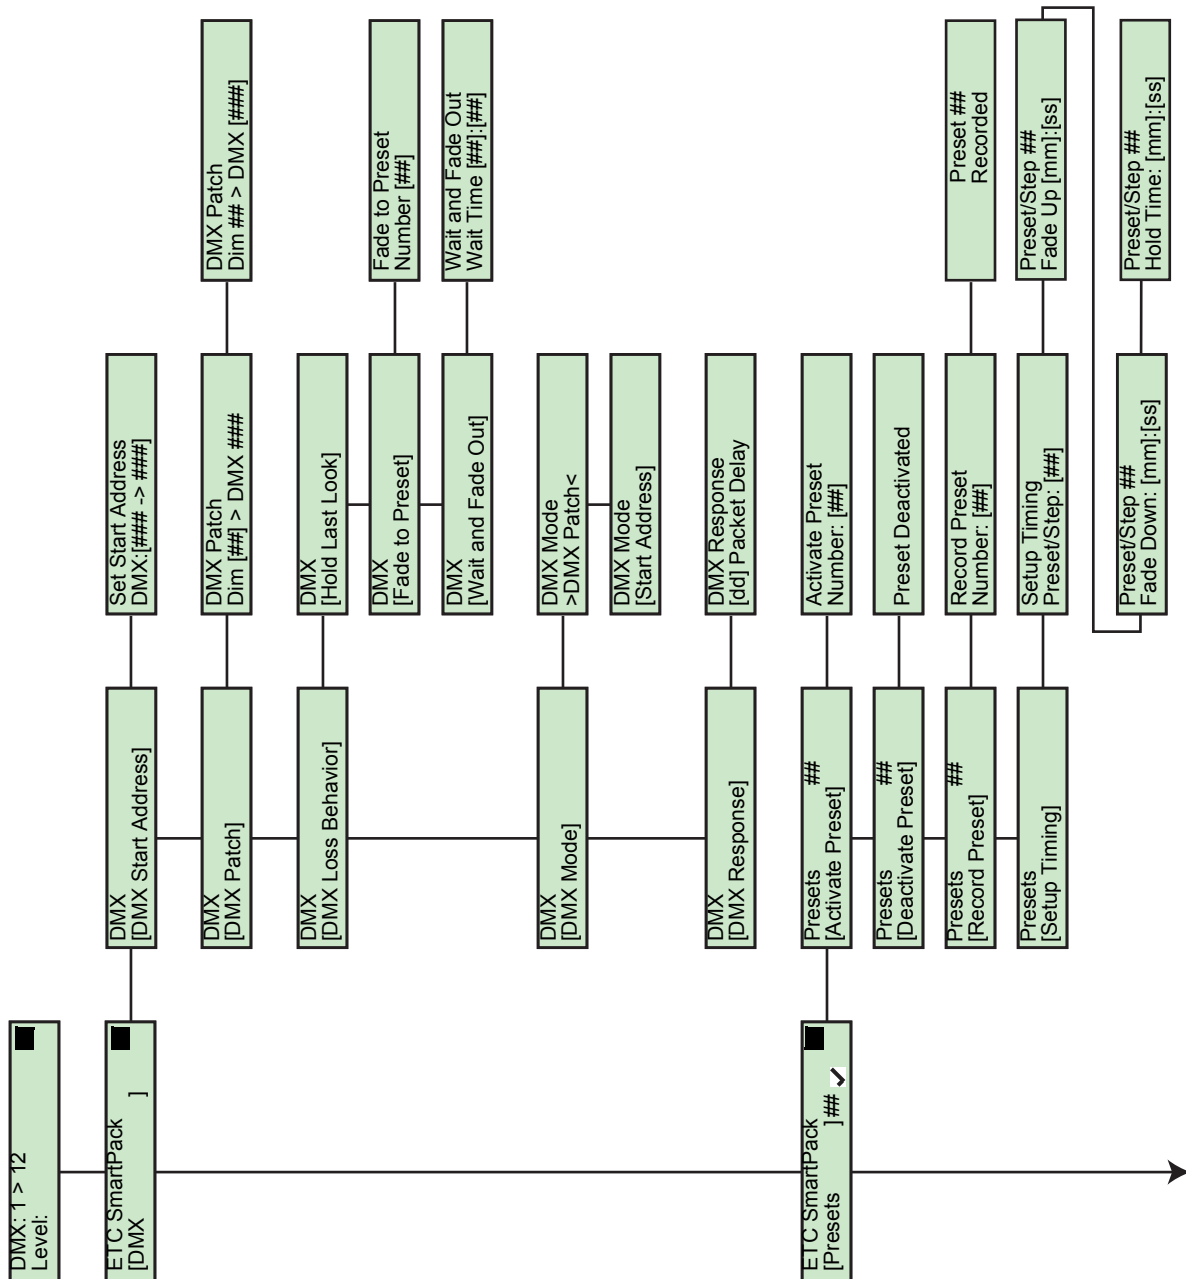 DMX: 1 > 12
Level:
ETC SmartPack
[DMX ]
DMX
[DMX Start Address]
Set Start Address
DMX:[### -> ###]
DMX
[DMX Patch]
DMX Patch
Dim [##] > DMX ###
DMX Patch
Dim ## > DMX [###]
DMX
[DMX Loss Behavior]
DMX
[Hold Last Look]
DMX
[Fade to Preset]
Fade to Preset
Number [##]
DMX
[Wait and Fade Out]
Wait and Fade Out
Wait Time [##]:[##]
DMX
[DMX Mode]
DMX Mode
>DMX Patch<
DMX Mode
[Start Address]
DMX
[DMX Response]
DMX Response
[dd] Packet Delay
ETC SmartPack
[Presets ]## ✓
Presets ##
[Activate Preset]
Activate Preset
Number: [##]
Presets ##
[Deactivate Preset]
Preset Deactivated
Presets ##
[Record Preset]
Record Preset
Number: [##]
Preset ##
Recorded
Presets
[Setup Timing]
Setup Timing
Preset/Step: [##]
Preset/Step ##
Fade Up [mm]:[ss]
Preset/Step ##
Fade Down: [mm]:[ss]
Preset/Step ##
Hold Time: [mm]:[ss]